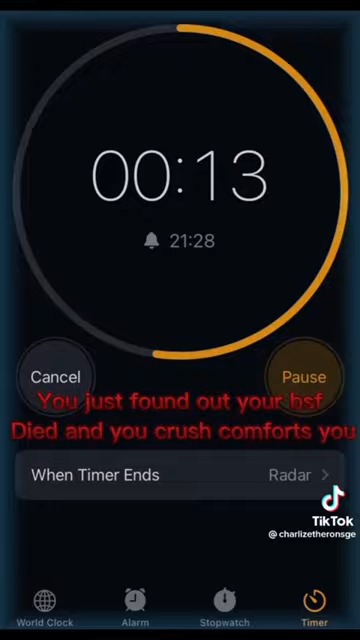 00:13
21:28
Cancel
Pause
You just found out your bsf
Died and you crush comforts you
When Timer Ends
Radar
TikTok
@ charlizetheronsge
World Clock
Alarm
Stopwatch
Timer